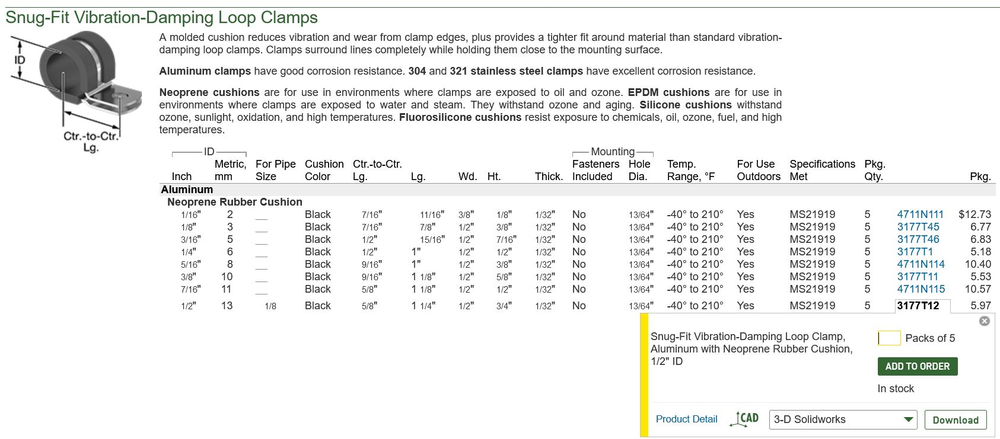 Snug-Fit Vibration-Damping Loop Clamps
ID
Ctr.-to-Ctr.
Lg.
A molded cushion reduces vibration and wear from clamp edges, plus provides a tighter fit around material than standard vibration-
damping loop clamps. Clamps surround lines completely while holding them close to the mounting surface.
Aluminum clamps have good corrosion resistance. 304 and 321 stainless steel clamps have excellent corrosion resistance.
Neoprene cushions are for use in environments where clamps are exposed to oil and ozone. EPDM cushions are for use in
environments where clamps are exposed to water and steam. They withstand ozone and aging. Silicone cushions withstand
ozone, sunlight, oxidation, and high temperatures. Fluorosilicone cushions resist exposure to chemicals, oil, ozone, fuel, and high
temperatures.
ID Mounting
Metric, For Pipe Cushion Ctr.-to-Ctr. Fasteners Hole Temp. For Use Specifications Pkg.
Inch mm Size Color Lg. Lg. Wd. Ht. Thick. Included Dia. Range, °F Outdoors Met Qty. Pkg.
Aluminum
Neoprene Rubber Cushion
1/16" 2 __ Black 7/16" 11/16" 3/8" 1/8" 1/32" No 13/64" -40° to 210° Yes MS21919 5 4711N111 $12.73
1/8" 3 __ Black 7/16" 7/8" 1/2" 3/8" 1/32" No 13/64" -40° to 210° Yes MS21919 5 3177T45 6.77
3/16" 5 __ Black 1/2" 15/16" 1/2" 7/16" 1/32" No 13/64" -40° to 210° Yes MS21919 5 3177T46 6.83
1/4" 6 __ Black 1/2" 1" 1/2" 1/2" 1/32" No 13/64" -40° to 210° Yes MS21919 5 3177T1 5.18
5/16" 8 __ Black 9/16" 1" 1/2" 3/8" 1/32" No 13/64" -40° to 210° Yes MS21919 5 4711N114 10.40
3/8" 10 __ Black 9/16" 1 1/8" 1/2" 5/8" 1/32" No 13/64" -40° to 210° Yes MS21919 5 3177T11 5.53
7/16" 11 __ Black 5/8" 1 1/8" 1/2" 1/2" 1/32" No 13/64" -40° to 210° Yes MS21919 5 4711N115 10.57
1/2" 13 1/8 Black 5/8" 1 1/4" 1/2" 3/4" 1/32" No 13/64" -40° to 210° Yes MS21919 5 3177T12 5.97
Snug-Fit Vibration-Damping Loop Clamp,
Aluminum with Neoprene Rubber Cushion,
1/2" ID
Packs of 5
ADD TO ORDER
In stock
Product Detail CAD 3-D Solidworks Download